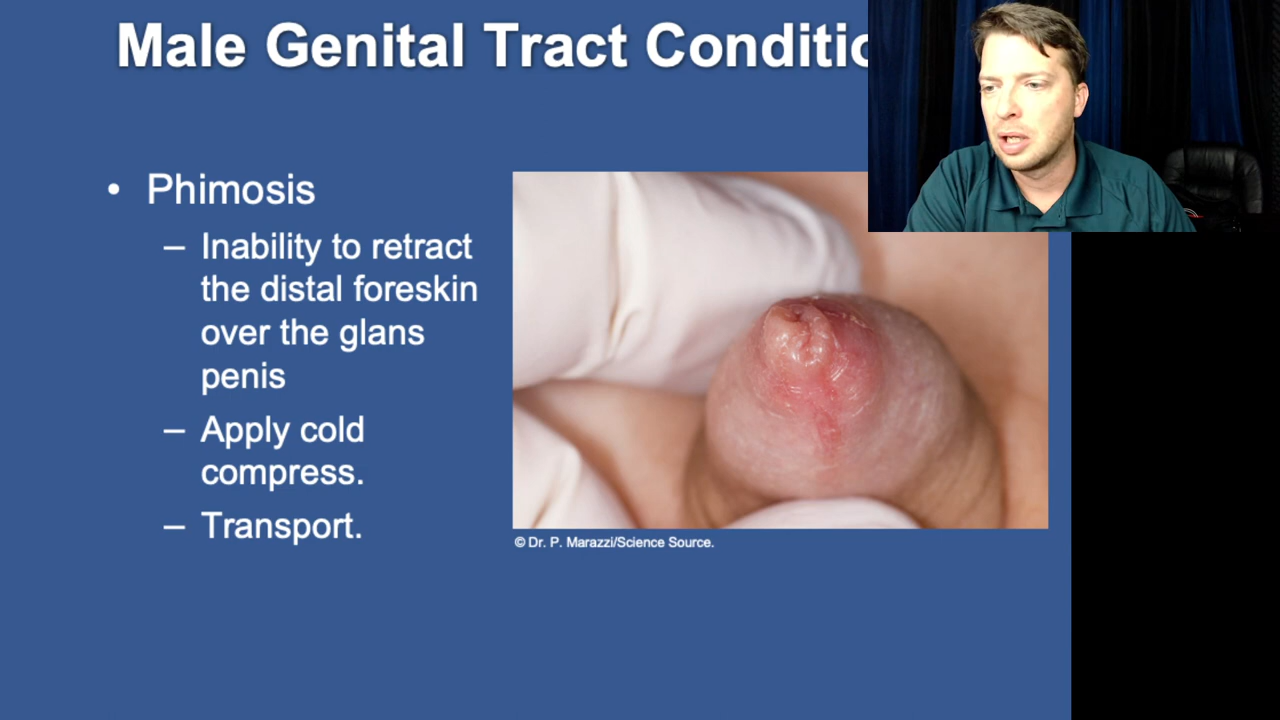 Male Genital Tract
• Phimosis
– Inability to retract
the distal foreskin
over the glans
penis
– Apply cold
compress.
– Transport.
© Dr. P. Marazzi/Science Source.